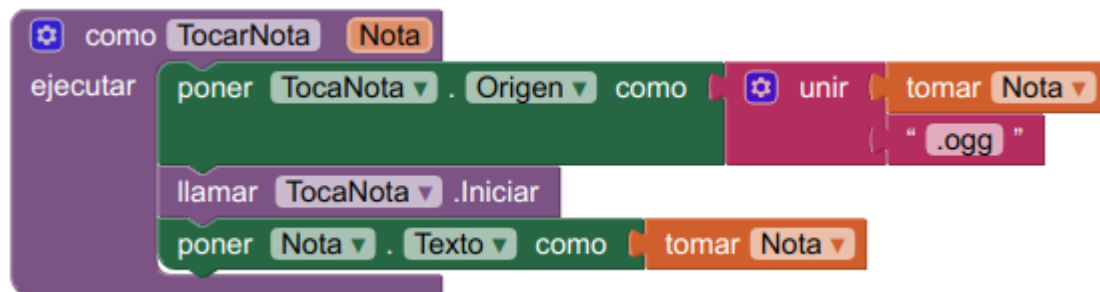 como TocarNota Nota
ejecutar poner TocaNota . Origen como unir tomar Nota
“ .ogg ”
llamar TocaNota .Iniciar
poner Nota . Texto como tomar Nota